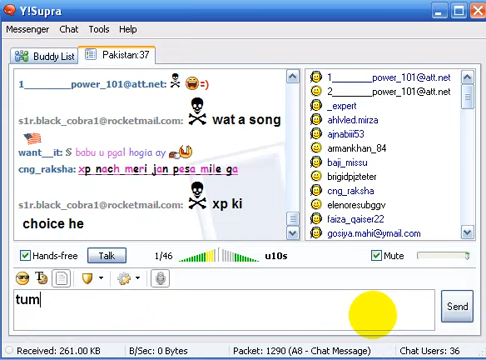 Y!Supra
Messenger Chat Tools Help
Buddy List Pakistan:37
1________power_101@att.net: =)
s1r.black_cobra1@rocketmail.com: wat a song
want__it: S babu u pgal hogia ay
cng_raksha: xp nach meri jan pesa mile ga
s1r.black_cobra1@rocketmail.com: xp ki
choice he
1________power_101@att.net
2________power_101@att.net
_expert
ahlvled.mirza
ajnabiii53
armankhan_84
baji_missu
brigidpjzteter
cng_raksha
elenoresubggv
faiza_qaiser22
gosiya.mahi@ymail.com
Hands-free Talk 1/46 u10s Mute
tum
Send
Received: 261.00 KB B/Sec: 0 Bytes Packet: 1290 (A8 - Chat Message) Chat Users: 36